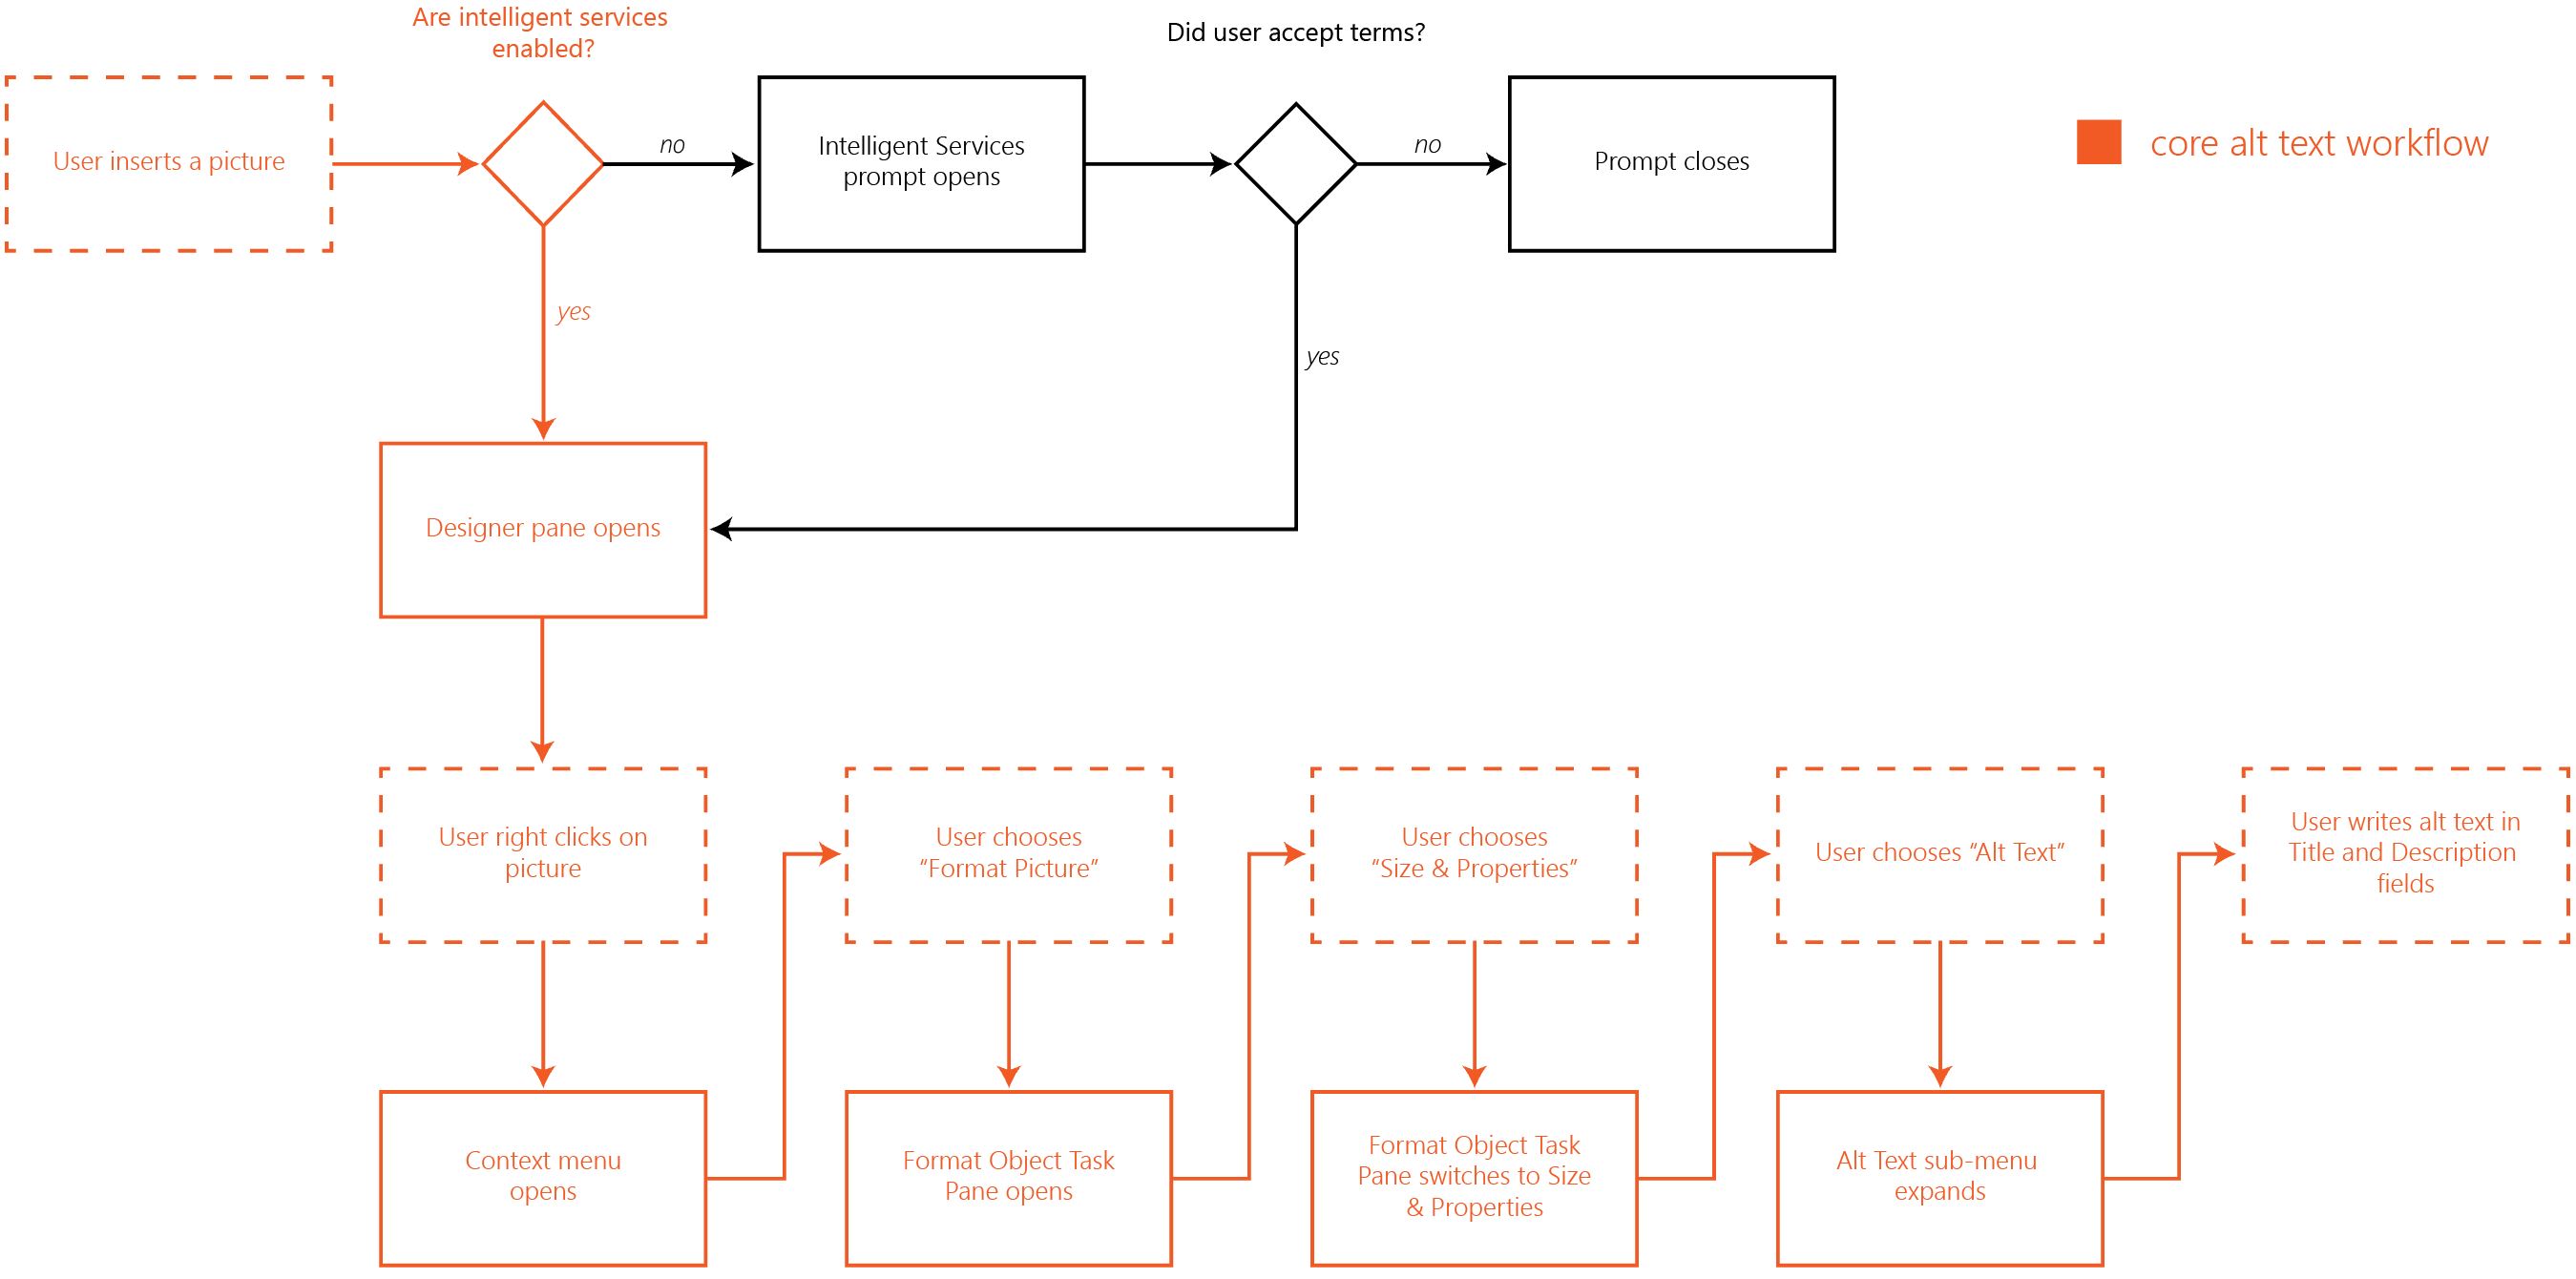 Are intelligent services
enabled?
Did user accept terms?
User inserts a picture
no
Intelligent Services
prompt opens
no
Prompt closes
core alt text workflow
yes
yes
Designer pane opens
User right clicks on
picture
User chooses
“Format Picture”
User chooses
“Size & Properties”
User chooses “Alt Text”
User writes alt text in
Title and Description
fields
Context menu
opens
Format Object Task
Pane opens
Format Object Task
Pane switches to Size
& Properties
Alt Text sub-menu
expands